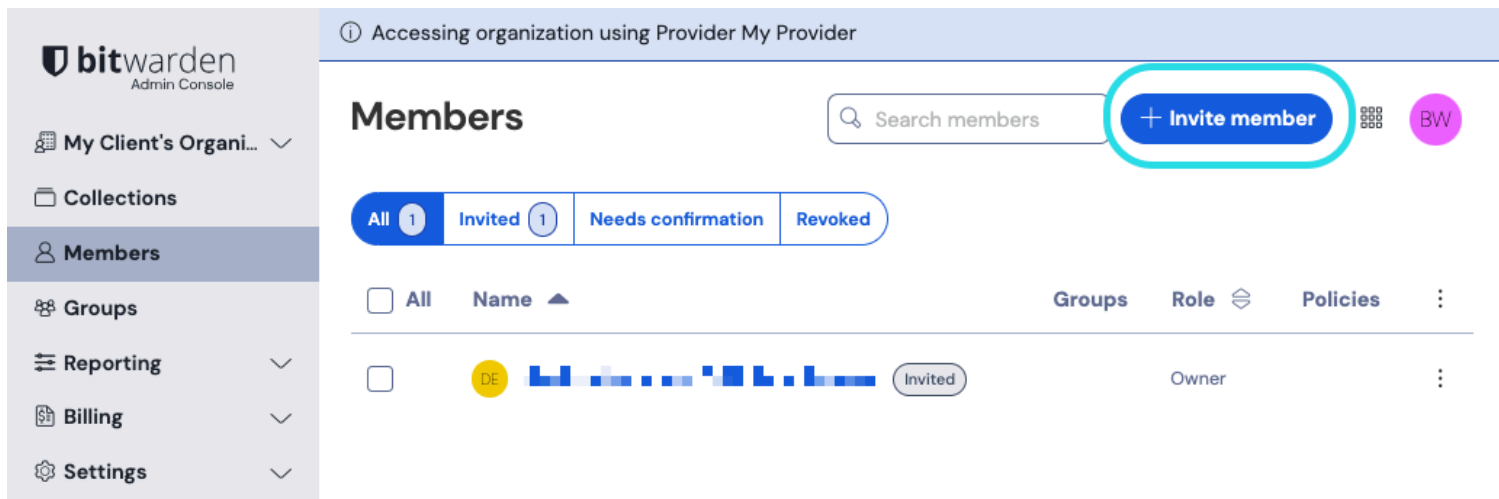 Accessing organization using Provider My Provider
bitwarden
Admin Console
My Client's Organi...
Collections
Members
Groups
Reporting
Billing
Settings
Members
Search members
+ Invite member
BW
All 1
Invited 1
Needs confirmation
Revoked
All Name Groups Role Policies
DE Invited Owner